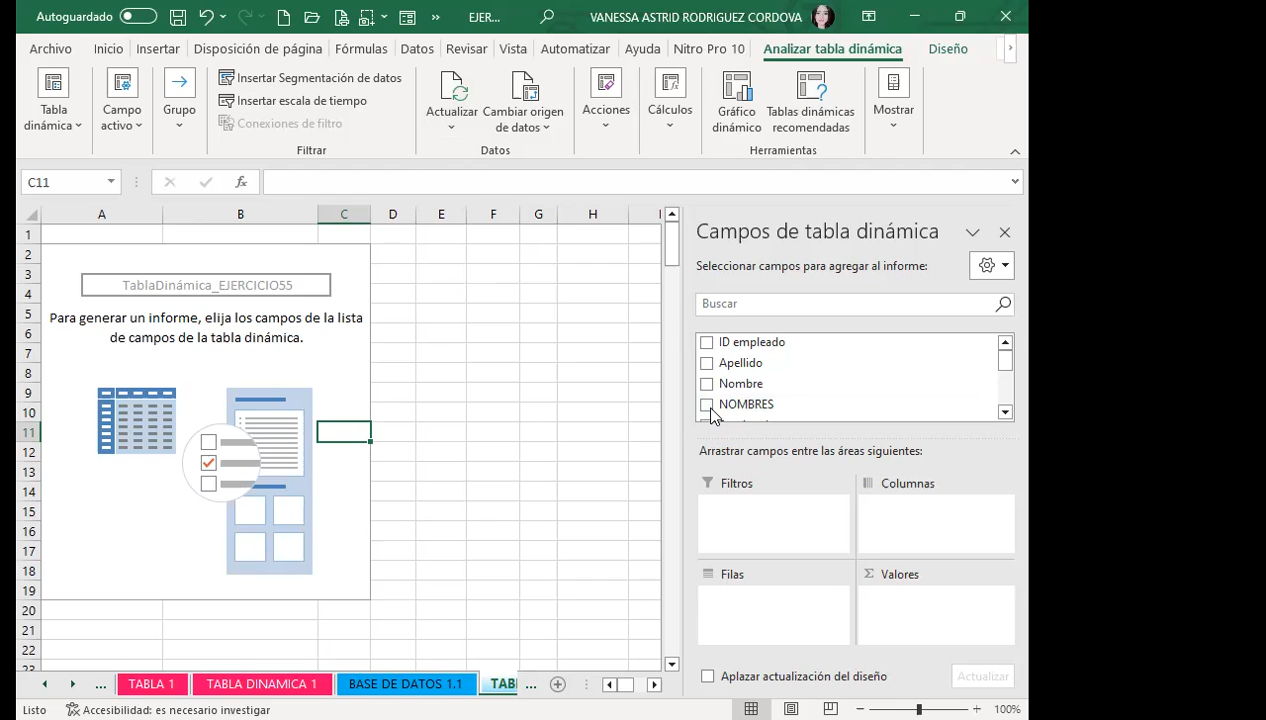 Autoguardado
EJER...
VANESSA ASTRID RODRIGUEZ CORDOVA
Archivo Inicio Insertar Disposición de página Fórmulas Datos Revisar Vista Automatizar Ayuda Nitro Pro 10 Analizar tabla dinámica Diseño
Tabla dinámica
Campo activo
Grupo
Insertar Segmentación de datos
Insertar escala de tiempo
Conexiones de filtro
Filtrar
Actualizar
Cambiar origen de datos
Datos
Acciones
Cálculos
Gráfico dinámico
Tablas dinámicas recomendadas
Herramientas
Mostrar
C11
fx
A B C D E F G H I
1
2
3
4
5
6
7
8
9
10
11
12
13
14
15
16
17
18
19
20
21
22
23
TablaDinámica_EJERCICIO55
Para generar un informe, elija los campos de la lista
de campos de la tabla dinámica.
Campos de tabla dinámica
Seleccionar campos para agregar al informe:
Buscar
ID empleado
Apellido
Nombre
NOMBRES
Arrastrar campos entre las áreas siguientes:
Filtros
Columnas
Filas
Σ Valores
Aplazar actualización del diseño
Actualizar
... TABLA 1 TABLA DINAMICA 1 BASE DE DATOS 1.1 TAB ...
Listo
Accesibilidad: es necesario investigar
100%